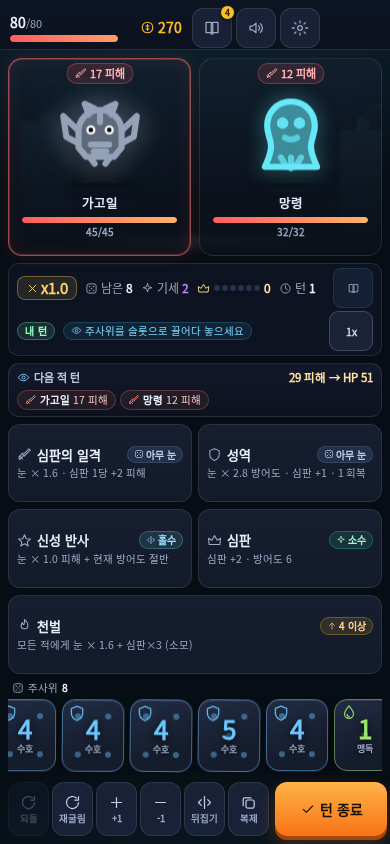 80/80
270
4
17 피해
12 피해
가고일
망령
45/45
32/32
x1.0 남은 8 기세 2 0 턴 1
내 턴 주사위를 슬롯으로 끌어다 놓으세요 1x
다음 적 턴 29 피해 → HP 51
가고일 17 피해 망령 12 피해
심판의 일격 아무 눈
눈 × 1.6 · 심판 1당 +2 피해
성역 아무 눈
눈 × 2.8 방어도 · 심판 +1 · 1 회복
신성 반사 홀수
눈 × 1.0 피해 + 현재 방어도 절반
심판 소수
심판 +2 · 방어도 6
천벌 4 이상
모든 적에게 눈 × 1.6 + 심판×3 (소모)
주사위 8
4 4 4 5 4 1
수호 수호 수호 수호 수호 맹독
되돌 재굴림 +1 -1 뒤집기 복제 턴 종료